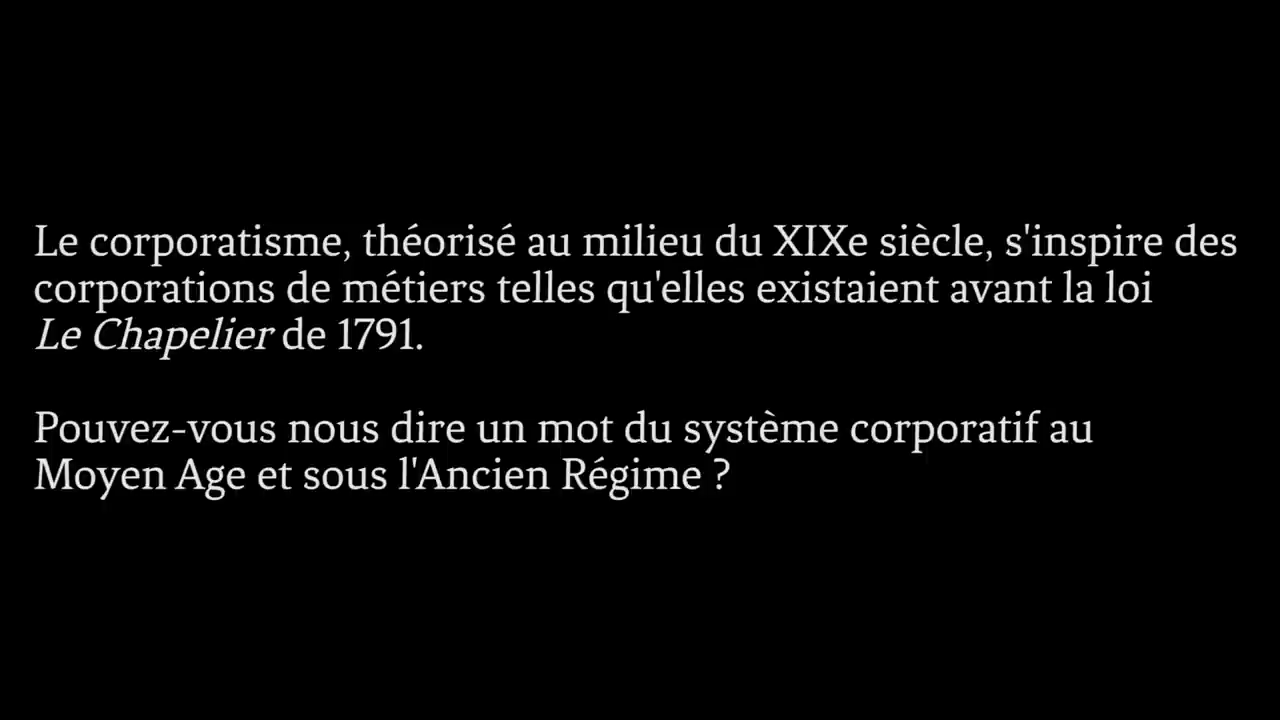 Le corporatisme, théorisé au milieu du XIXe siècle, s'inspire des
corporations de métiers telles qu'elles existaient avant la loi
Le Chapelier de 1791.
Pouvez-vous nous dire un mot du système corporatif au
Moyen Age et sous l'Ancien Régime ?